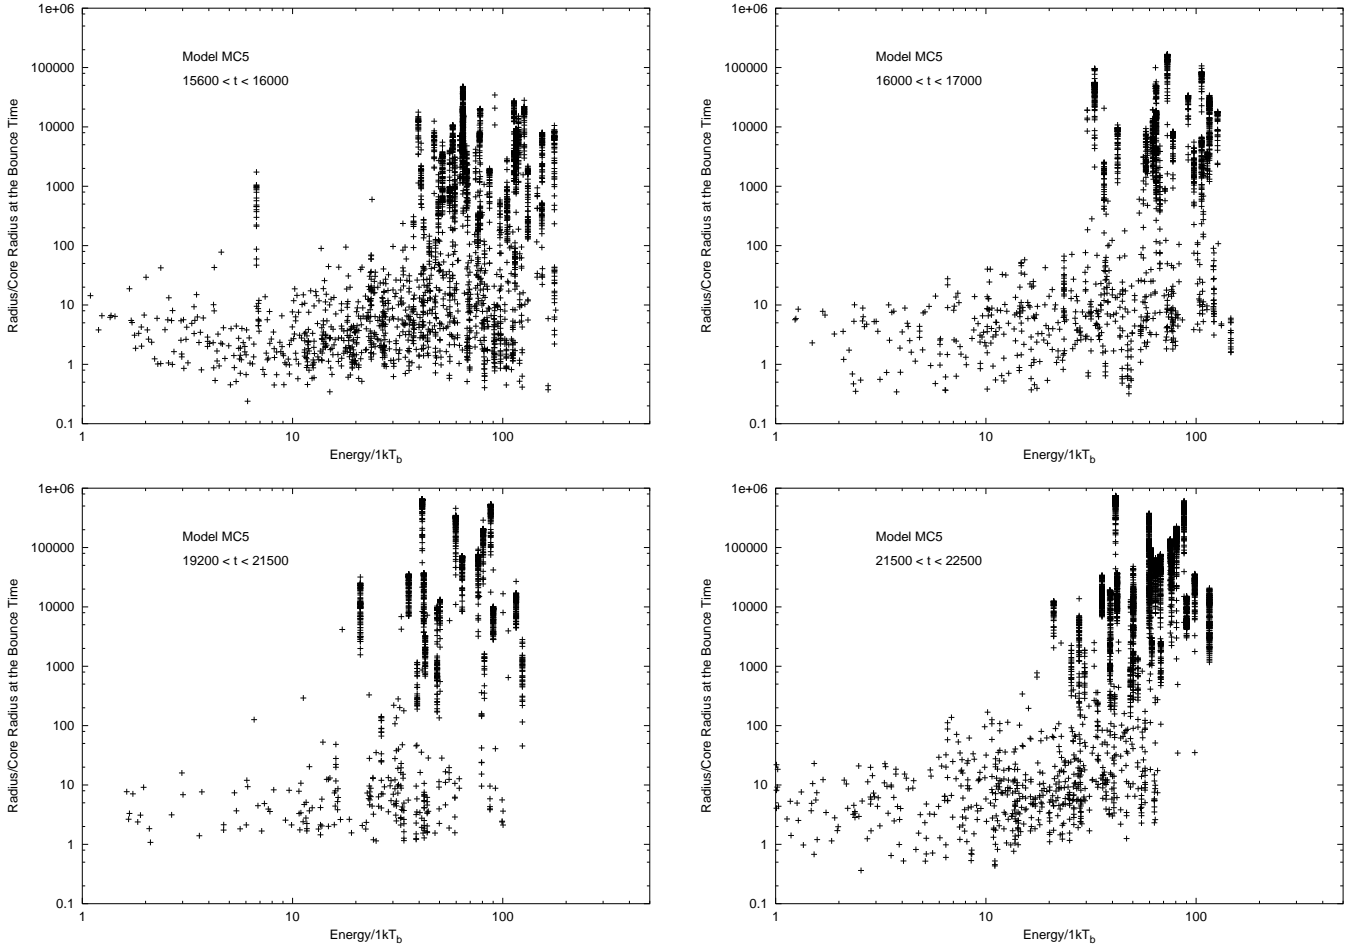 1e+06
100000
10000
1000
100
10
1
0.1
Radius/Core Radius at the Bounce Time
Model MC5
15600 < t < 16000
1 10 100
Energy/1kT_b
1e+06
100000
10000
1000
100
10
1
0.1
Radius/Core Radius at the Bounce Time
Model MC5
16000 < t < 17000
1 10 100
Energy/1kT_b
1e+06
100000
10000
1000
100
10
1
0.1
Radius/Core Radius at the Bounce Time
Model MC5
19200 < t < 21500
1 10 100
Energy/1kT_b
1e+06
100000
10000
1000
100
10
1
0.1
Radius/Core Radius at the Bounce Time
Model MC5
21500 < t < 22500
1 10 100
Energy/1kT_b